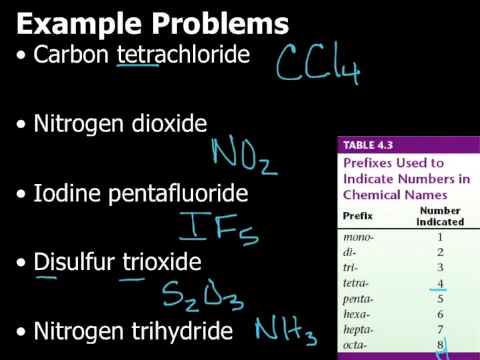 Example Problems
• Carbon tetrachloride
CCl4
• Nitrogen dioxide
NO2
• Iodine pentafluoride
IF5
• Disulfur trioxide
S2O3
• Nitrogen trihydride
NH3
TABLE 4.3
Prefixes Used to
Indicate Numbers in
Chemical Names
Prefix Number Indicated
mono- 1
di- 2
tri- 3
tetra- 4
penta- 5
hexa- 6
hepta- 7
octa- 8